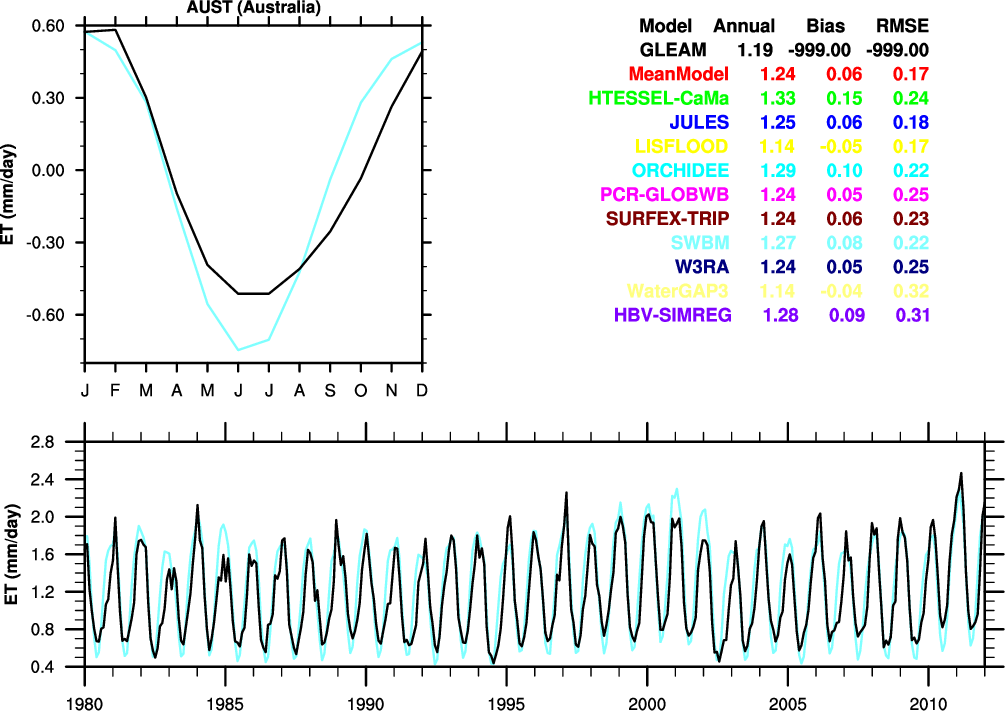 AUST (Australia)
ET (mm/day)
0.60
0.30
0.00
-0.30
-0.60
J F M A M J J A S O N D
Model Annual Bias RMSE
GLEAM 1.19 -999.00 -999.00
MeanModel 1.24 0.06 0.17
HTESSEL-CaMa 1.33 0.15 0.24
JULES 1.25 0.06 0.18
LISFLOOD 1.14 -0.05 0.17
ORCHIDEE 1.29 0.10 0.22
PCR-GLOBWB 1.24 0.05 0.25
SURFEX-TRIP 1.24 0.06 0.23
SWBM 1.27 0.08 0.22
W3RA 1.24 0.05 0.25
WaterGAP3 1.14 -0.04 0.32
HBV-SIMREG 1.28 0.09 0.31
ET (mm/day)
2.8
2.4
2.0
1.6
1.2
0.8
0.4
1980 1985 1990 1995 2000 2005 2010